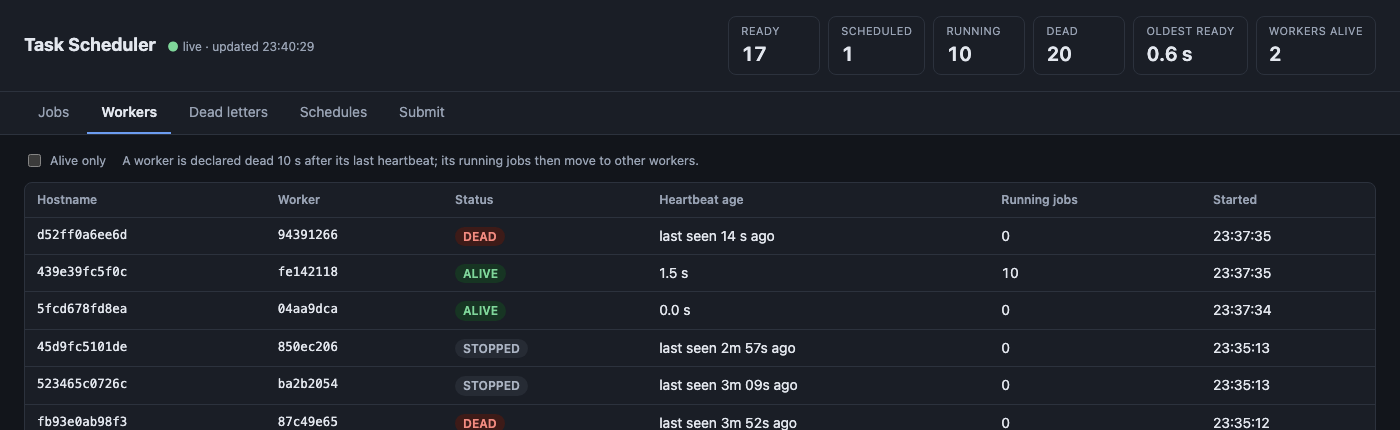 Task Scheduler live · updated 23:40:29
READY SCHEDULED RUNNING DEAD OLDEST READY WORKERS ALIVE
17 1 10 20 0.6 s 2
Jobs Workers Dead letters Schedules Submit
Alive only A worker is declared dead 10 s after its last heartbeat; its running jobs then move to other workers.
Hostname Worker Status Heartbeat age Running jobs Started
d52ff0a6ee6d 94391266 DEAD last seen 14 s ago 0 23:37:35
439e39fc5f0c fe142118 ALIVE 1.5 s 10 23:37:35
5fcd678fd8ea 04aa9dca ALIVE 0.0 s 0 23:37:34
45d9fc5101de 850ec206 STOPPED last seen 2m 57s ago 0 23:35:13
523465c0726c ba2b2054 STOPPED last seen 3m 09s ago 0 23:35:13
fb93e0ab98f3 87c49e65 DEAD last seen 3m 52s ago 0 23:35:12